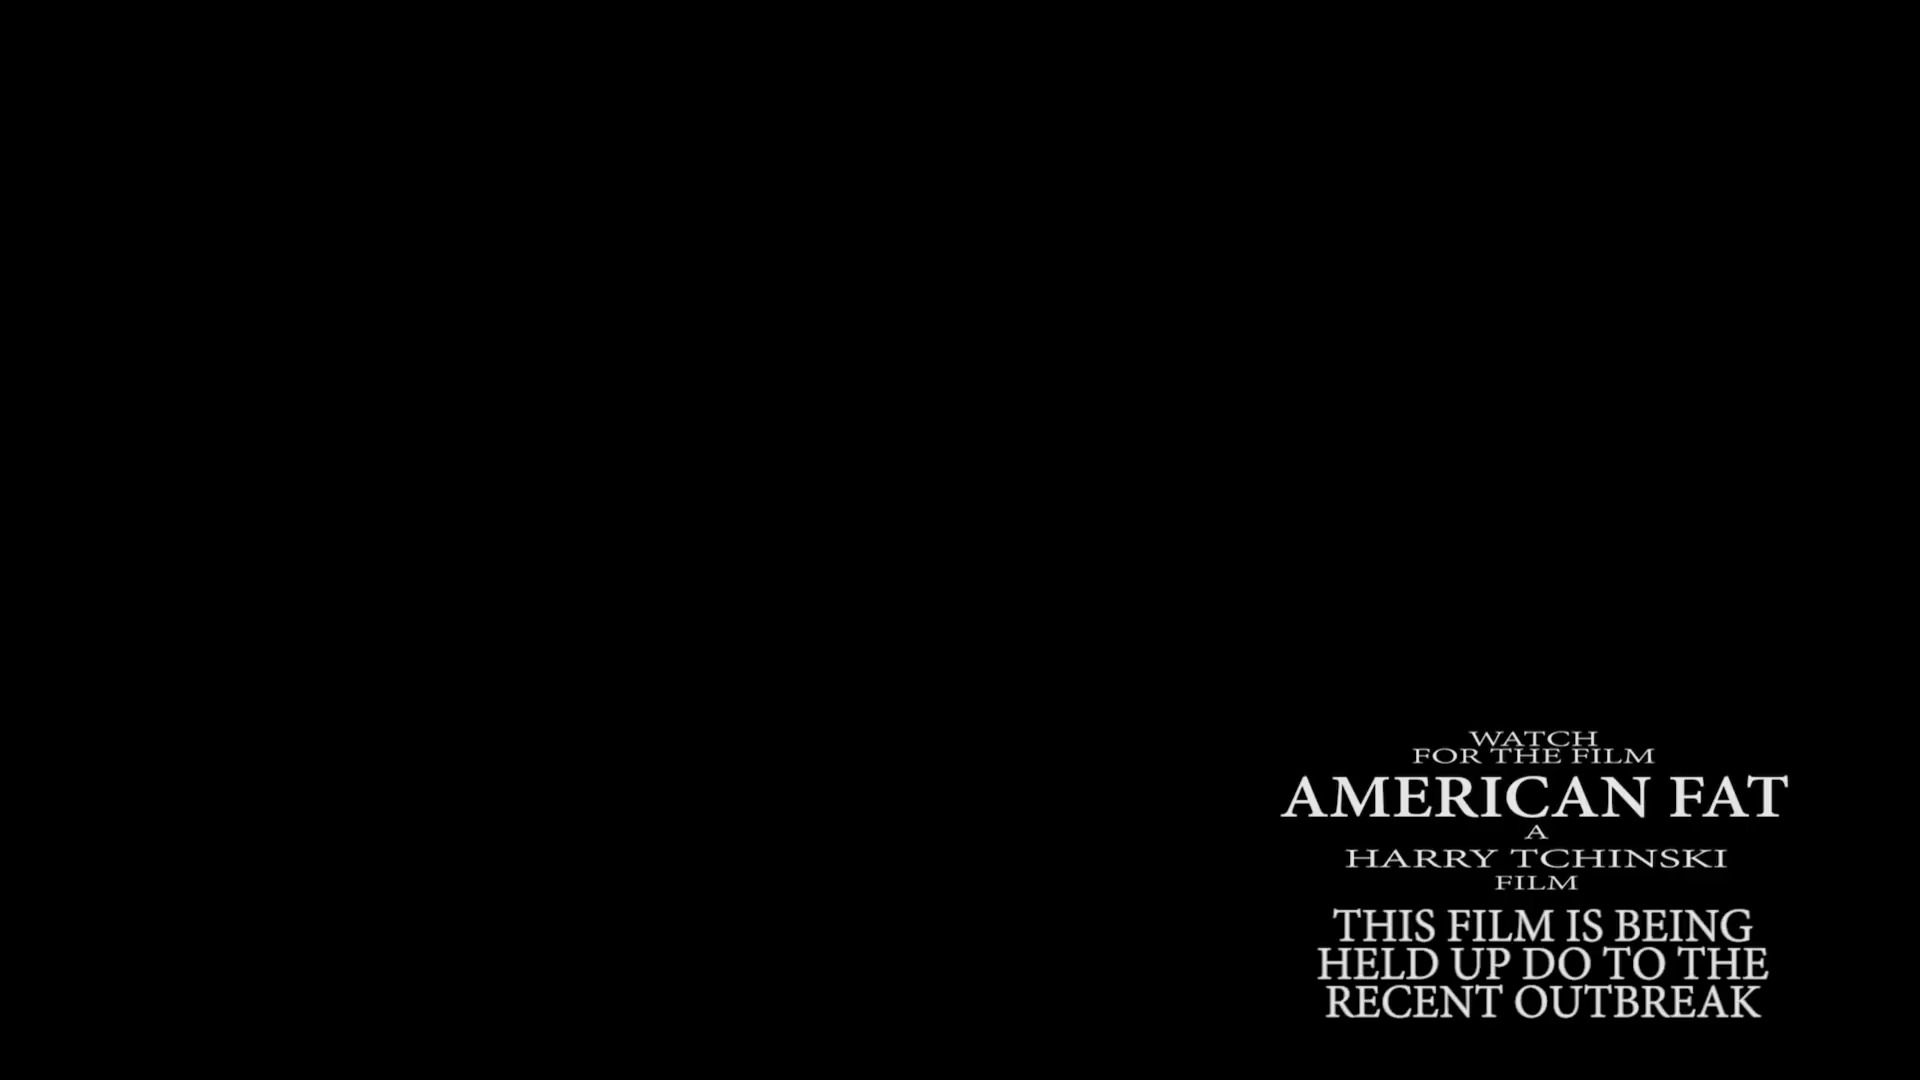 WATCH
FOR THE FILM
AMERICAN FAT
A
HARRY TCHINSKI
FILM
THIS FILM IS BEING
HELD UP DO TO THE
RECENT OUTBREAK